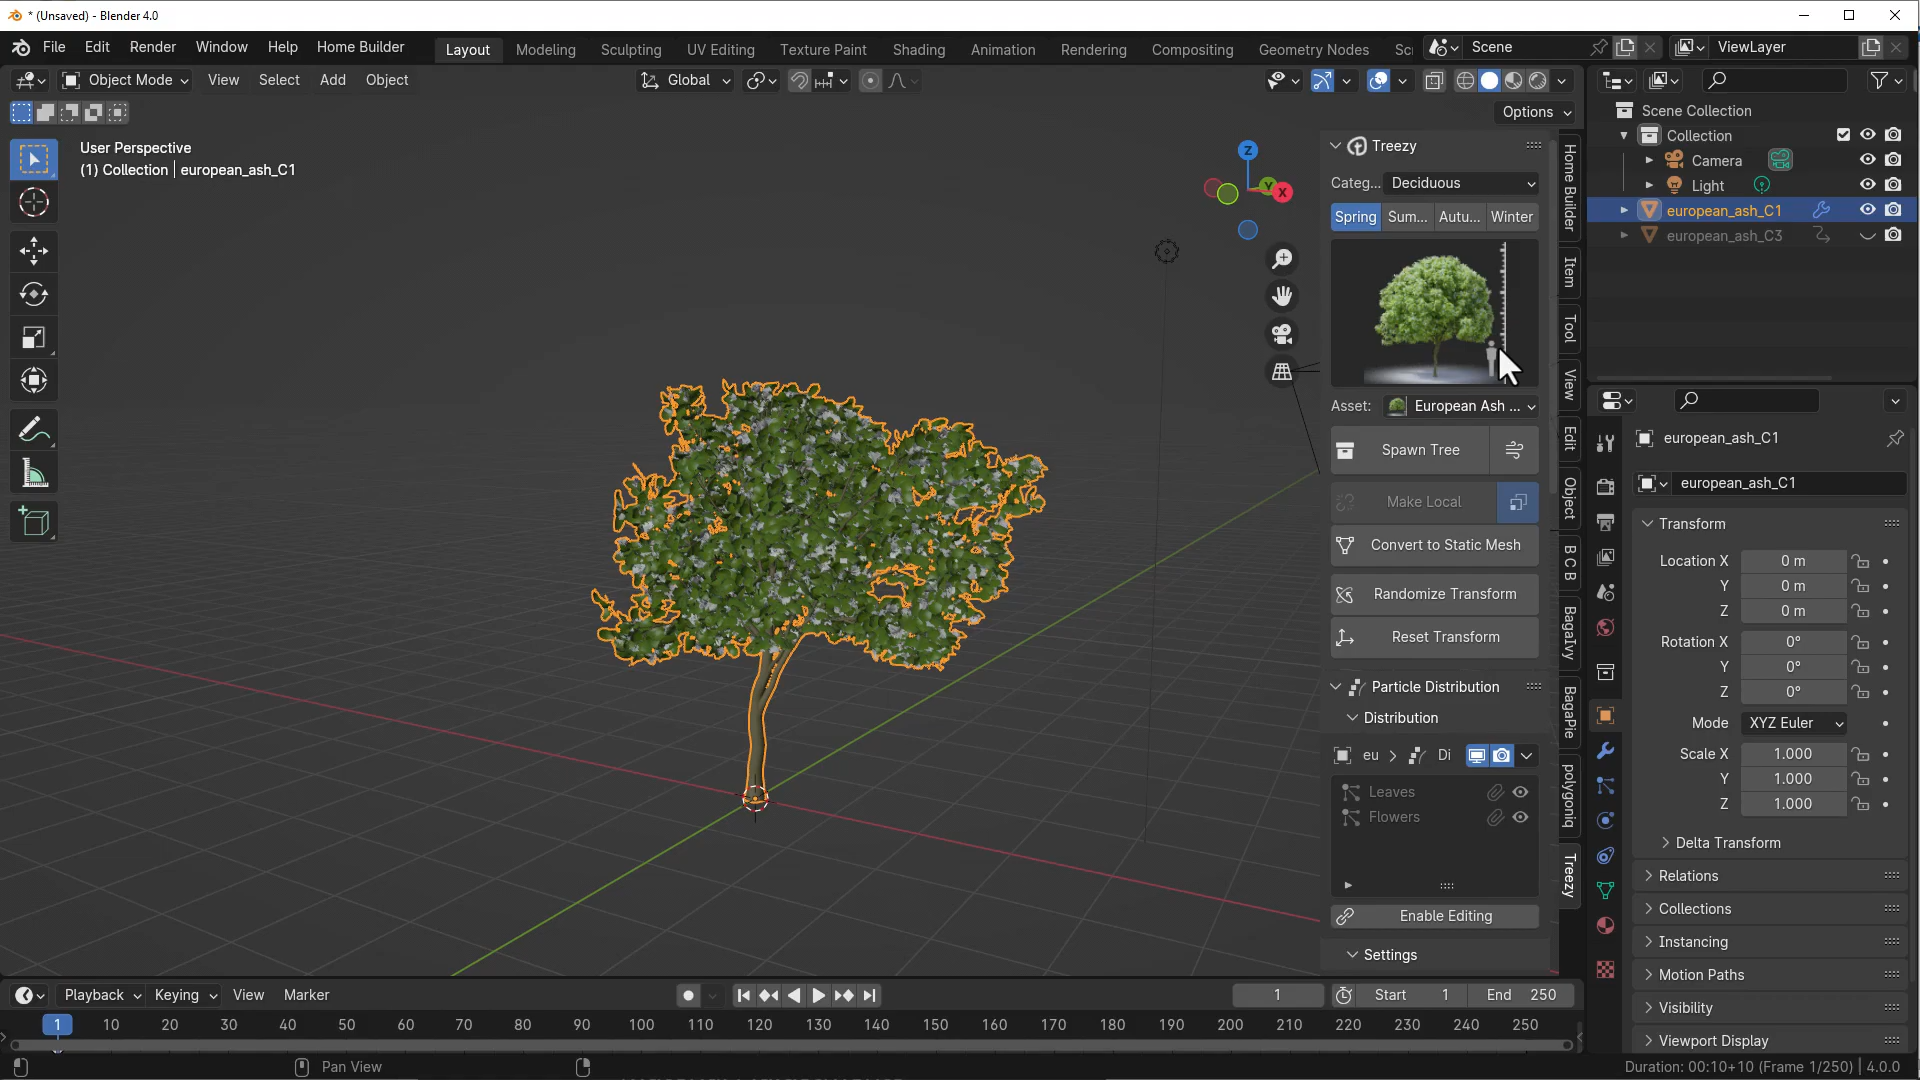 * (Unsaved) - Blender 4.0
File Edit Render Window Help Home Builder
Layout Modeling Sculpting UV Editing Texture Paint Shading Animation Rendering Compositing Geometry Nodes Sc
Scene
ViewLayer
Object Mode View Select Add Object
Global
Options
User Perspective
(1) Collection | european_ash_C1
Z
Y
X
Treezy
Categ... Deciduous
Spring Sum... Autu... Winter
Asset: European Ash ...
Spawn Tree
Make Local
Convert to Static Mesh
Randomize Transform
Reset Transform
Particle Distribution
Distribution
eu > Di
Leaves
Flowers
Enable Editing
Settings
Home Builder
Item
Tool
View
Edit
Object
B C B
BagaIvy
BagaPie
polygoniq
Treezy
Scene Collection
Collection
Camera
Light
european_ash_C1
european_ash_C3
european_ash_C1
european_ash_C1
Transform
Location X 0 m
Y 0 m
Z 0 m
Rotation X 0°
Y 0°
Z 0°
Mode XYZ Euler
Scale X 1.000
Y 1.000
Z 1.000
Delta Transform
Relations
Collections
Instancing
Motion Paths
Visibility
Viewport Display
Playback Keying View Marker
1
Start 1
End 250
1 10 20 30 40 50 60 70 80 90 100 110 120 130 140 150 160 170 180 190 200 210 220 230 240 250
Pan View
Duration: 00:10+10 (Frame 1/250) | 4.0.0